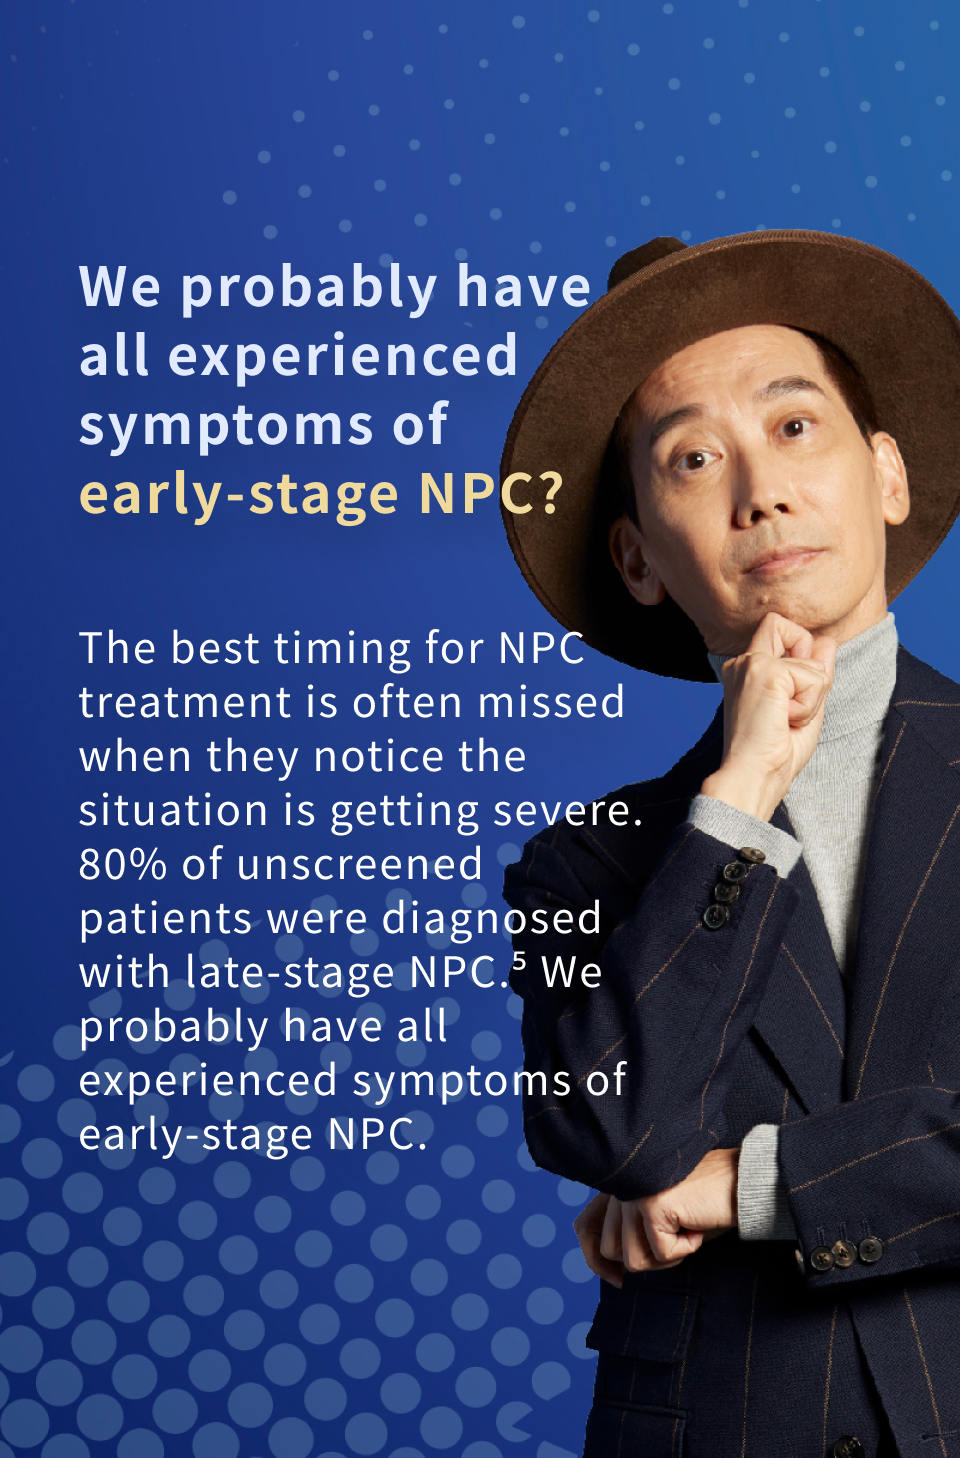 We probably have
all experienced
symptoms of
early-stage NPC?
The best timing for NPC
treatment is often missed
when they notice the
situation is getting severe.
80% of unscreened
patients were diagnosed
with late-stage NPC.⁵ We
probably have all
experienced symptoms of
early-stage NPC.